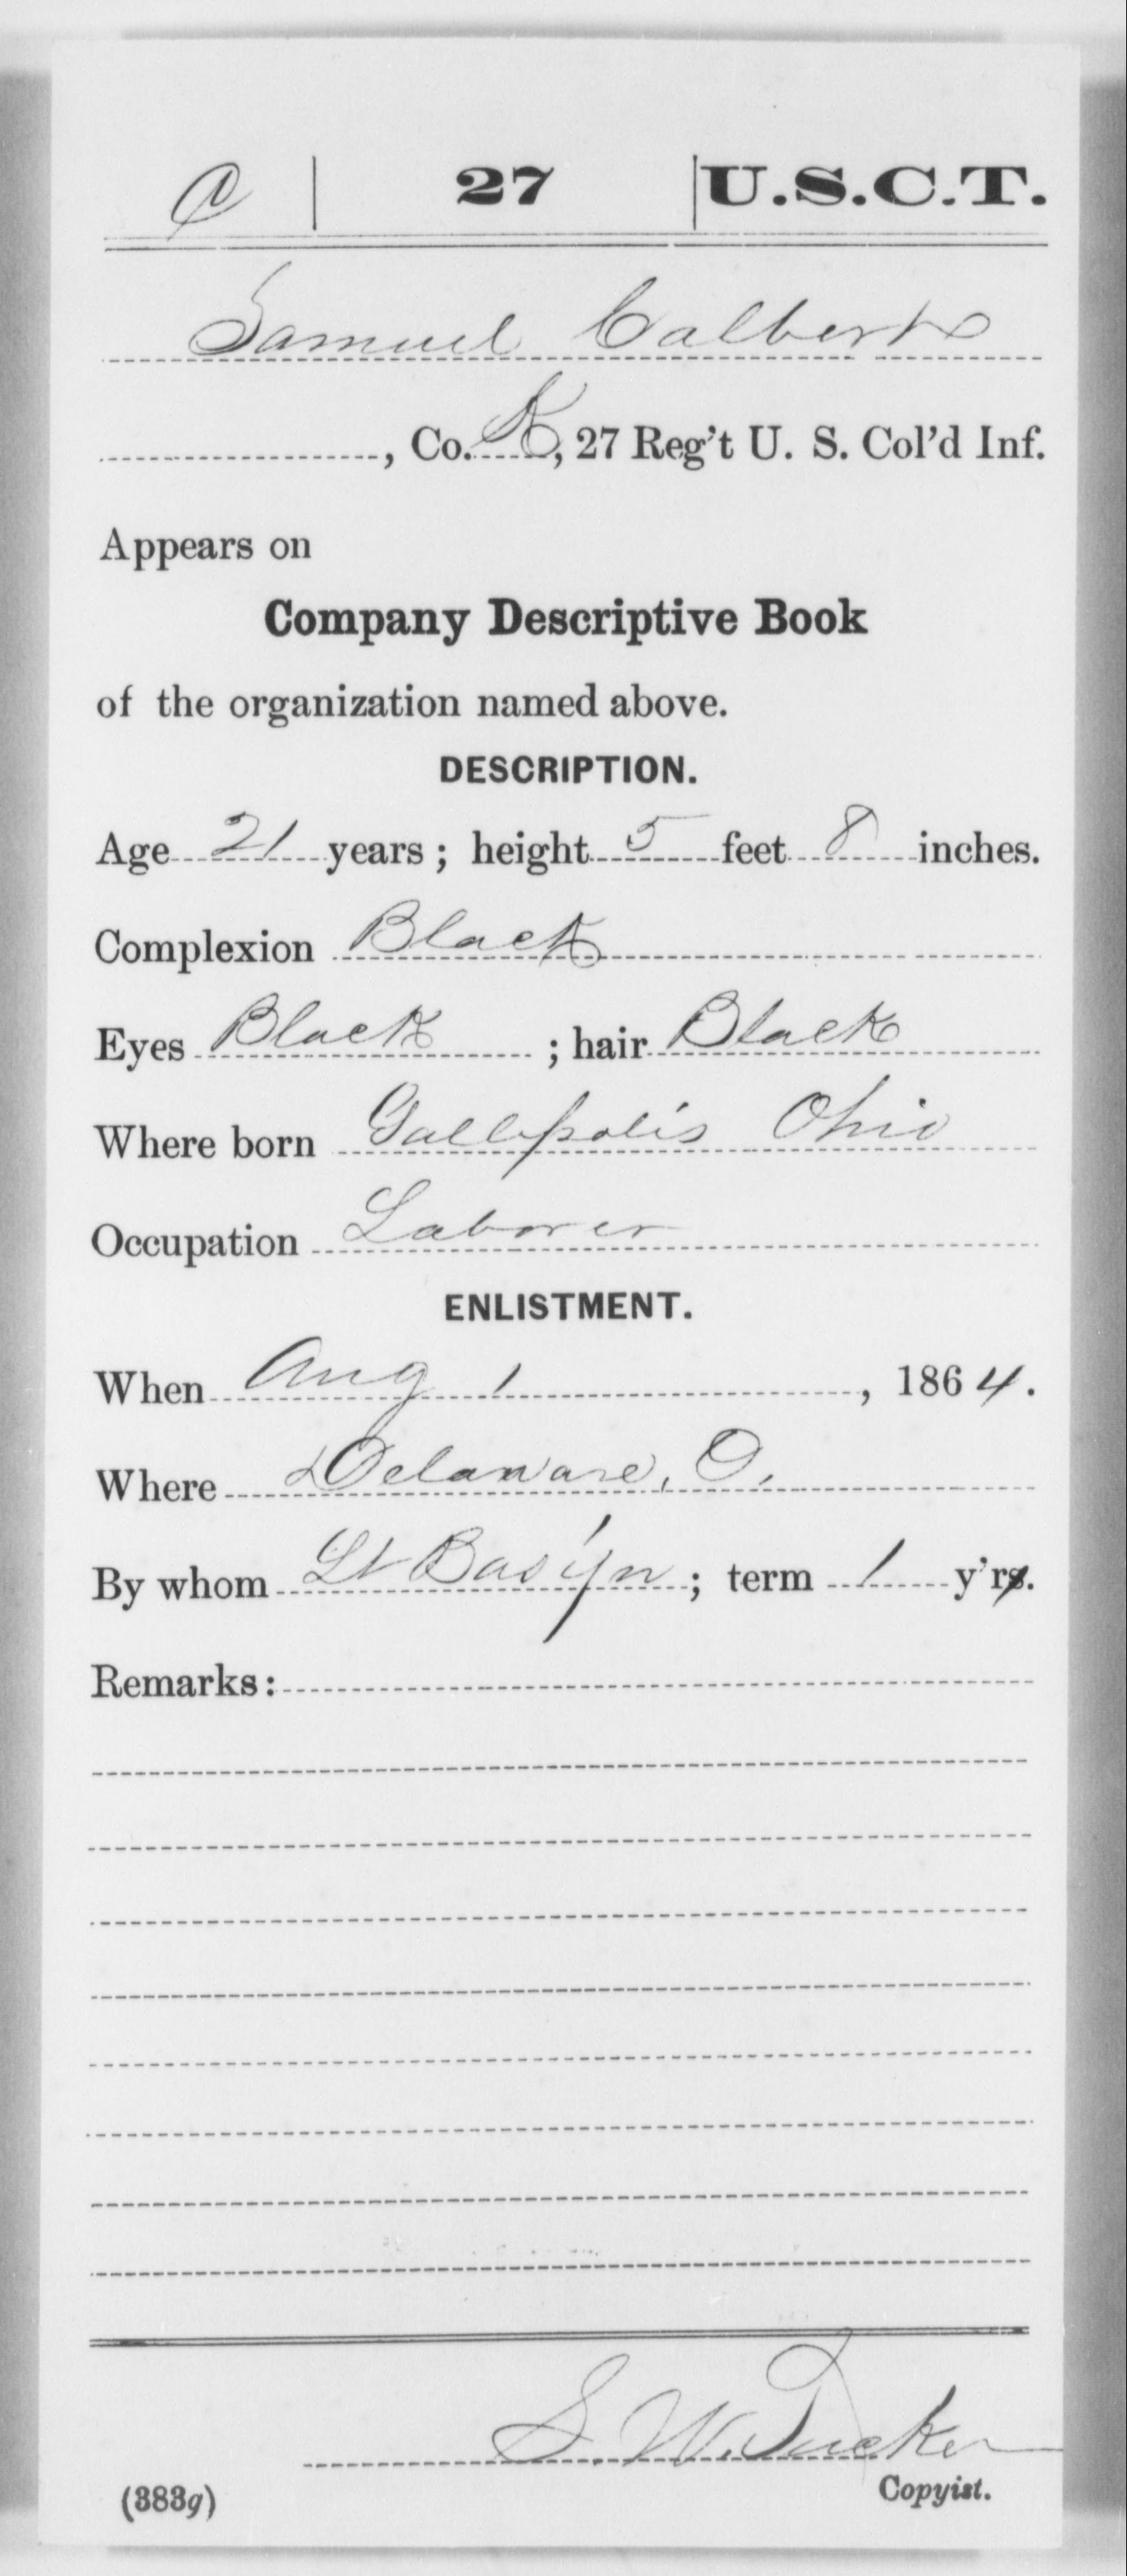 C | 27 | U.S.C.T.
Samuel Calbert
, Co. K, 27 Reg't U. S. Col'd Inf.
Appears on
Company Descriptive Book
of the organization named above.
DESCRIPTION.
Age 21 years; height 5 feet 8 inches.
Complexion Black
Eyes Black ; hair Black
Where born Gallipolis Ohio
Occupation Laborer
ENLISTMENT.
When Aug 1, 1864.
Where Delaware, O.
By whom Lt ; term 1 y'rs.
Remarks:
S. W. Tucker
Copyist.
(383g)